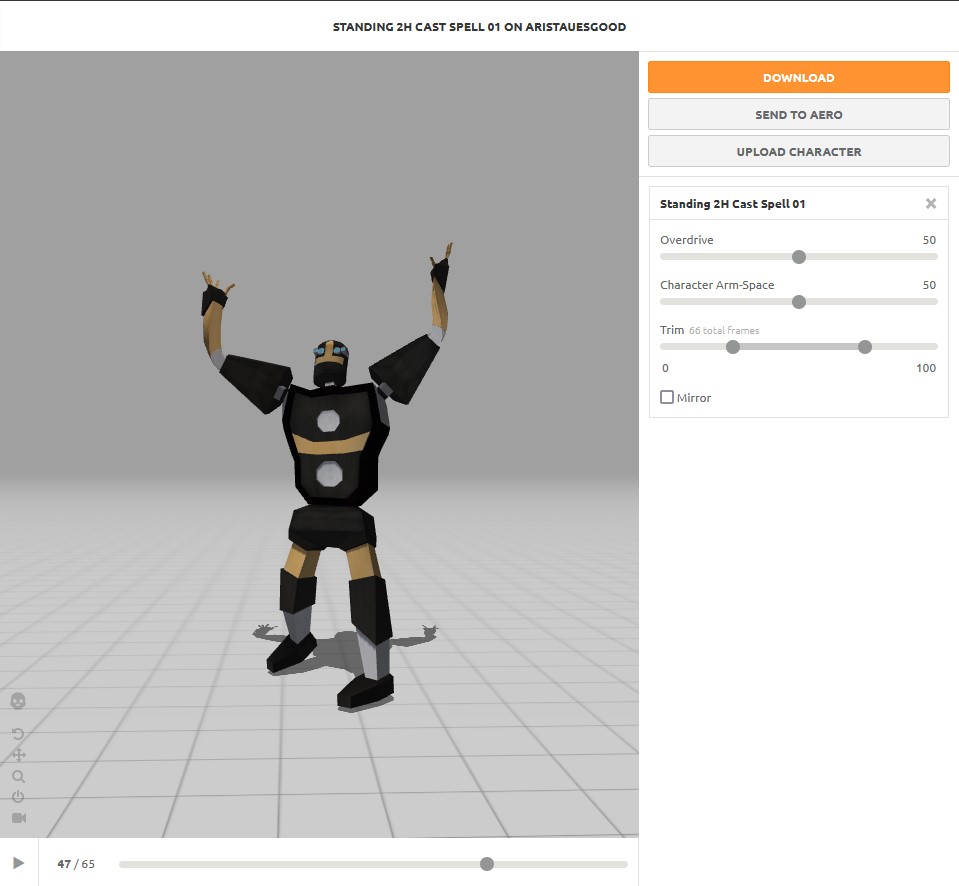 STANDING 2H CAST SPELL 01 ON ARISTAUESGOOD
DOWNLOAD
SEND TO AERO
UPLOAD CHARACTER
Standing 2H Cast Spell 01
Overdrive 50
Character Arm-Space 50
Trim 66 total frames
0 100
Mirror
47 / 65